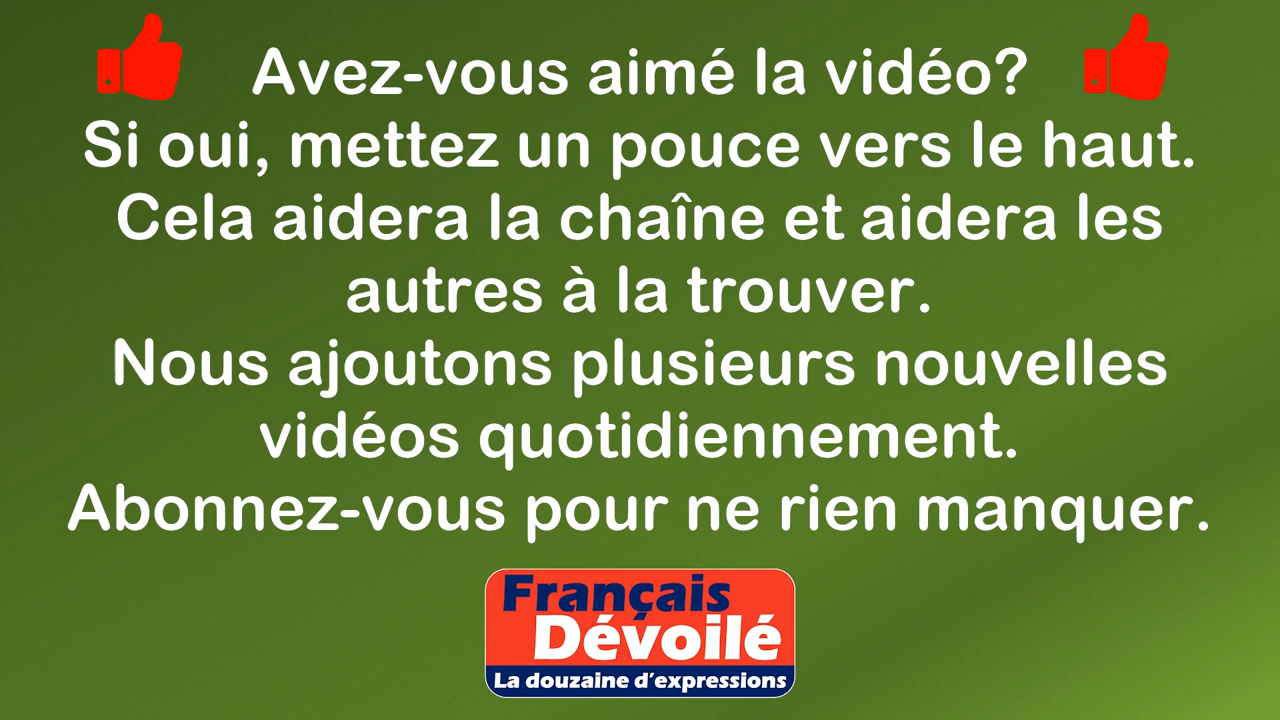 Avez-vous aimé la vidéo?
Si oui, mettez un pouce vers le haut.
Cela aidera la chaîne et aidera les
autres à la trouver.
Nous ajoutons plusieurs nouvelles
vidéos quotidiennement.
Abonnez-vous pour ne rien manquer.
Français
Dévoilé
La douzaine d'expressions